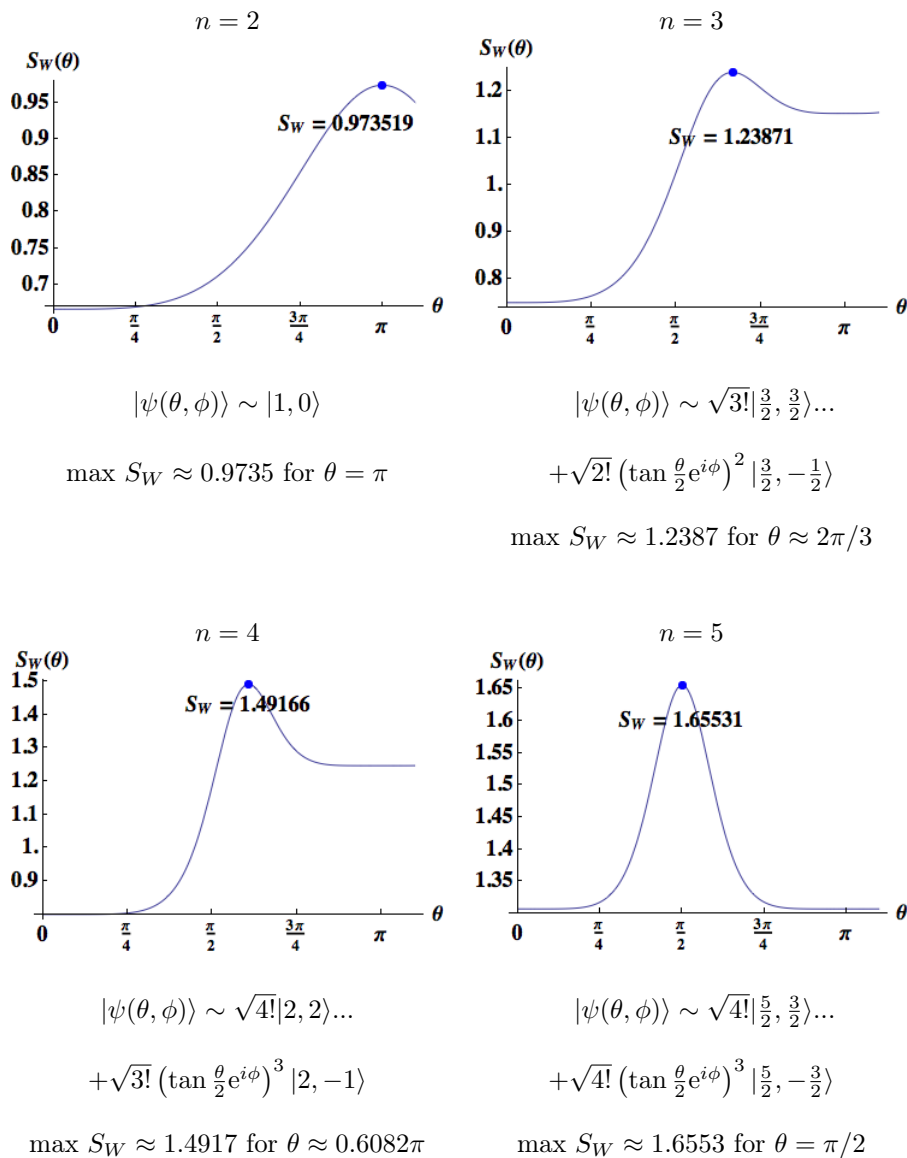 n = 2
S_W(θ)
0.95
0.9
0.85
0.8
0.75
0.7
S_W = 0.973519
0 π/4 π/2 3π/4 π θ
|ψ(θ, ϕ)⟩ ∼ |1, 0⟩
max S_W ≈ 0.9735 for θ = π
n = 3
S_W(θ)
1.2
1.1
1.
0.9
0.8
S_W = 1.23871
0 π/4 π/2 3π/4 π θ
|ψ(θ, ϕ)⟩ ∼ √3!|3/2, 3/2⟩...
+√2! (tan θ/2 e^{iϕ})^2 |3/2, −1/2⟩
max S_W ≈ 1.2387 for θ ≈ 2π/3
n = 4
S_W(θ)
1.5
1.4
1.3
1.2
1.1
1.
0.9
S_W = 1.49166
0 π/4 π/2 3π/4 π θ
|ψ(θ, ϕ)⟩ ∼ √4!|2, 2⟩...
+√3! (tan θ/2 e^{iϕ})^3 |2, −1⟩
max S_W ≈ 1.4917 for θ ≈ 0.6082π
n = 5
S_W(θ)
1.65
1.6
1.55
1.5
1.45
1.4
1.35
S_W = 1.65531
0 π/4 π/2 3π/4 π θ
|ψ(θ, ϕ)⟩ ∼ √4!|5/2, 3/2⟩...
+√4! (tan θ/2 e^{iϕ})^3 |5/2, −3/2⟩
max S_W ≈ 1.6553 for θ = π/2